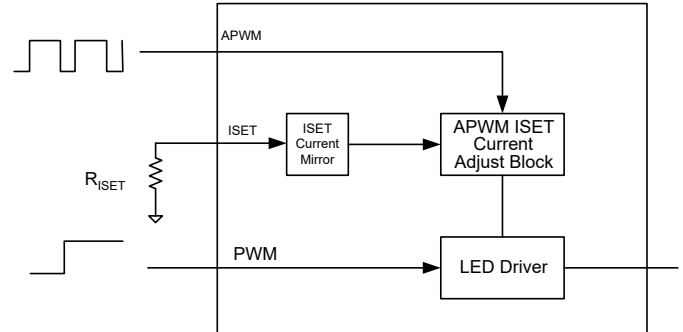 APWM
ISET
ISET
Current
Mirror
APWM ISET
Current
Adjust Block
RISET
PWM
LED Driver